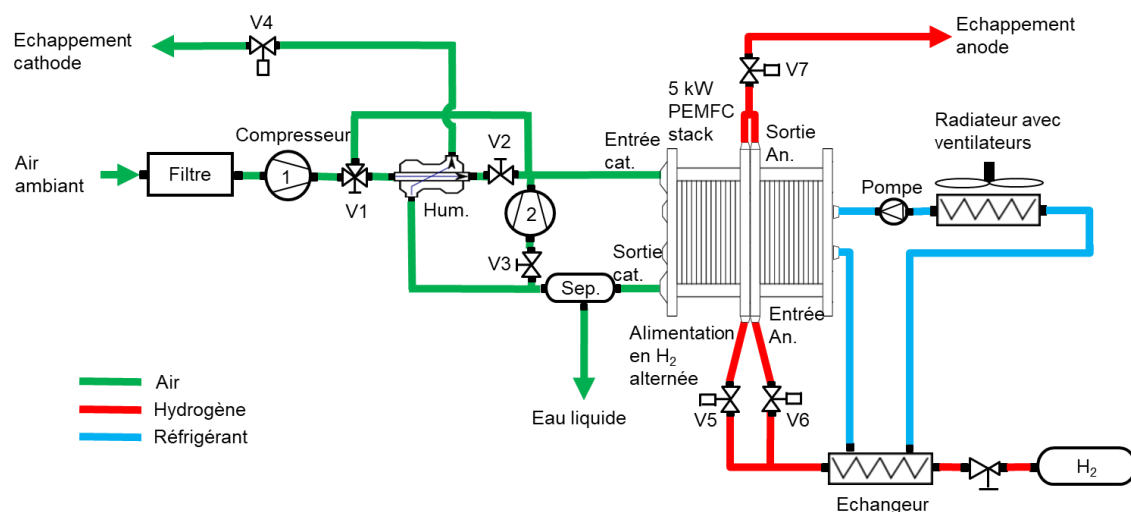 V4
Echappement
cathode
Echappement
anode
V7
5 kW
PEMFC
stack
Compresseur
V2
Entrée
cat.
Sortie
An.
Radiateur avec
ventilateurs
Air
ambiant
Filtre
1
V1
Hum.
2
Pompe
V3
Sortie
cat.
Sep.
Entrée
An.
Alimentation
en H₂
alternée
Air
Hydrogène
Réfrigérant
Eau liquide
V5
V6
H₂
Echangeur